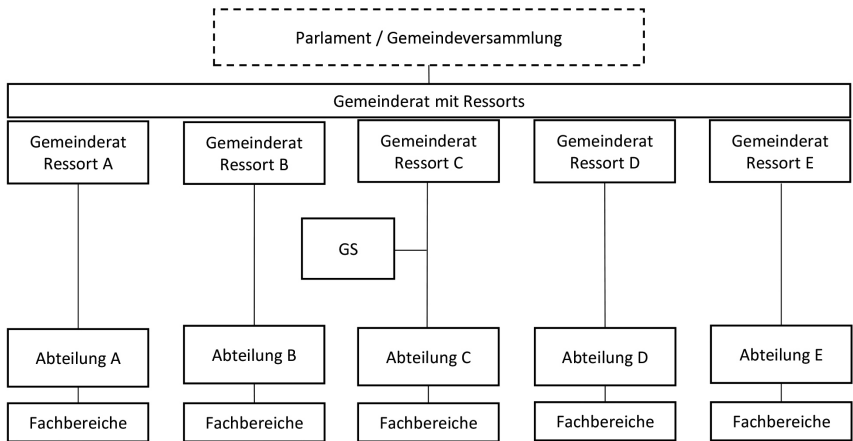 Parlament / Gemeindeversammlung
Gemeinderat mit Ressorts
Gemeinderat
Ressort A
Gemeinderat
Ressort B
Gemeinderat
Ressort C
Gemeinderat
Ressort D
Gemeinderat
Ressort E
GS
Abteilung A
Abteilung B
Abteilung C
Abteilung D
Abteilung E
Fachbereiche
Fachbereiche
Fachbereiche
Fachbereiche
Fachbereiche